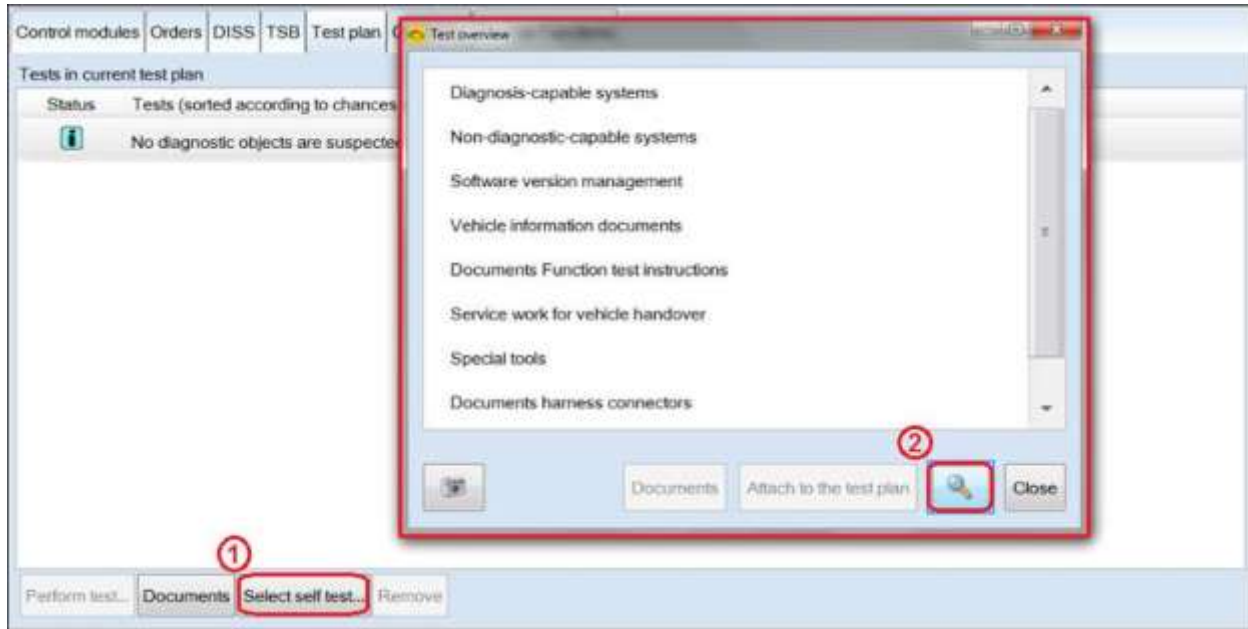 Control modules Orders DISS TSB Test plan
Test overview
Tests in current test plan
Status Tests (sorted according to chances
No diagnostic objects are suspected
Diagnosis-capable systems
Non-diagnostic-capable systems
Software version management
Vehicle information documents
Documents Function test instructions
Service work for vehicle handover
Special tools
Documents harness connectors
2
Documents Attach to the test plan Close
1
Perform test... Documents Select self test... Remove